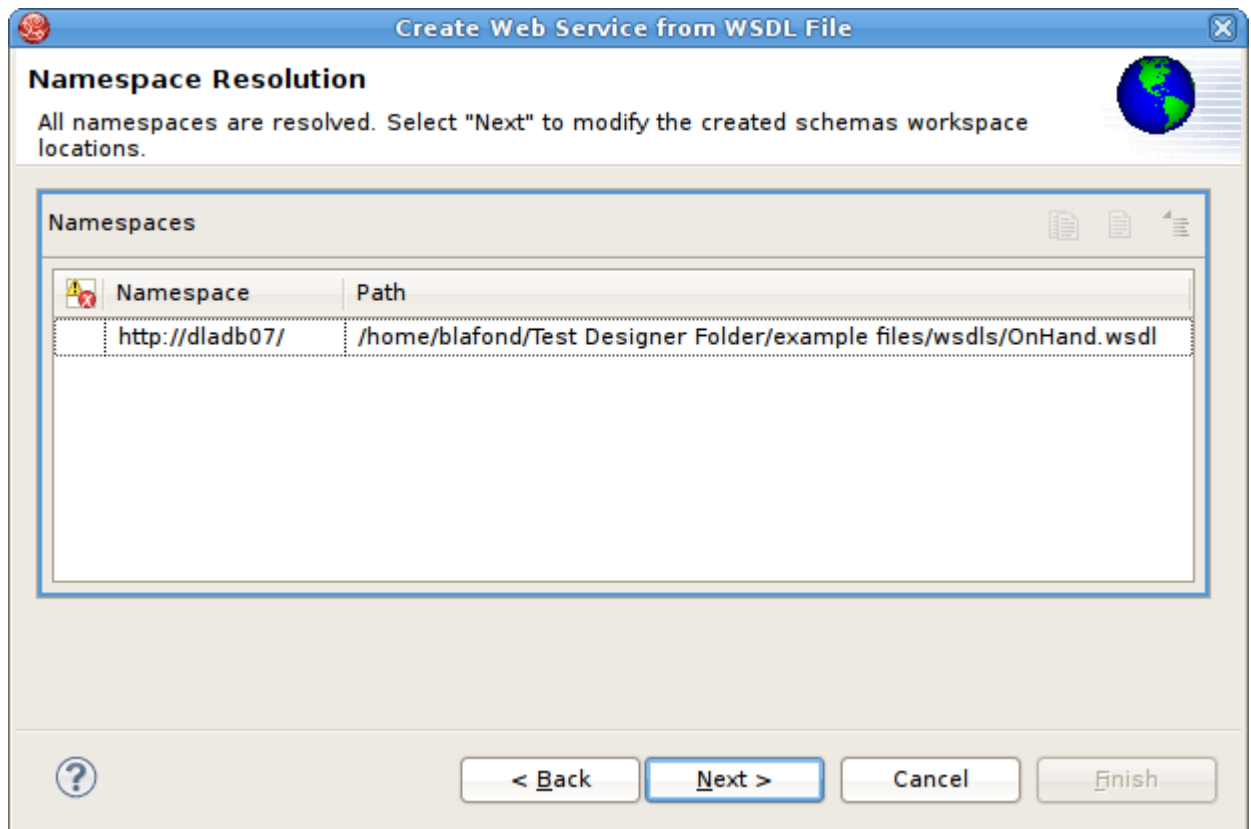 Create Web Service from WSDL File
Namespace Resolution
All namespaces are resolved. Select "Next" to modify the created schemas workspace
locations.
Namespaces
Namespace Path
http://dladb07/ /home/blafond/Test Designer Folder/example files/wsdls/OnHand.wsdl
? < Back Next > Cancel Finish